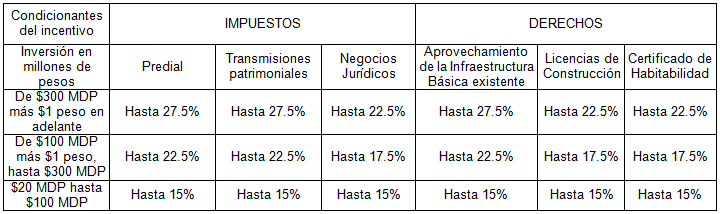 Condicionantes
del incentivo
IMPUESTOS
DERECHOS
Inversión en
millones de
pesos
Predial
Transmisiones
patrimoniales
Negocios
Jurídicos
Aprovechamiento
de la Infraestructura
Básica existente
Licencias de
Construcción
Certificado de
Habitabilidad
De $300 MDP
más $1 peso en
adelante
Hasta 27.5%
Hasta 27.5%
Hasta 22.5%
Hasta 27.5%
Hasta 22.5%
Hasta 22.5%
De $100 MDP
más $1 peso,
hasta $300 MDP
Hasta 22.5%
Hasta 22.5%
Hasta 17.5%
Hasta 22.5%
Hasta 17.5%
Hasta 17.5%
$20 MDP hasta
$100 MDP
Hasta 15%
Hasta 15%
Hasta 15%
Hasta 15%
Hasta 15%
Hasta 15%